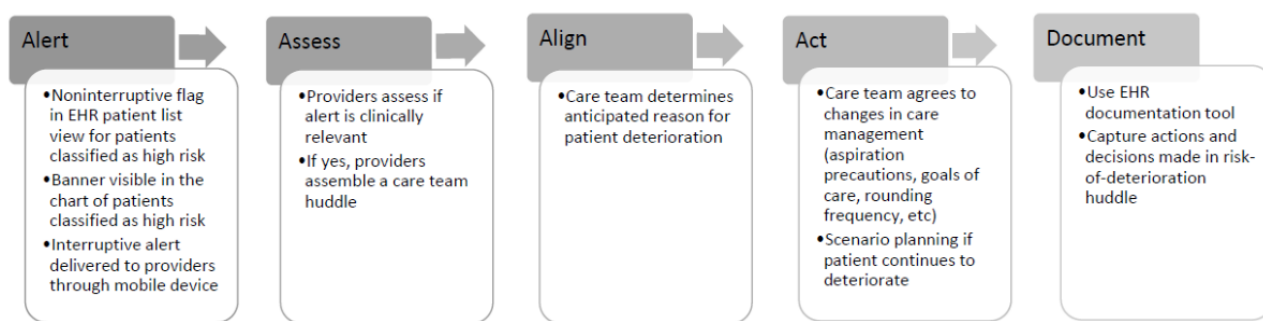 Alert
•Noninterruptive flag
in EHR patient list
view for patients
classified as high risk
•Banner visible in the
chart of patients
classified as high risk
•Interruptive alert
delivered to providers
through mobile device
Assess
•Providers assess if
alert is clinically
relevant
•If yes, providers
assemble a care team
huddle
Align
•Care team determines
anticipated reason for
patient deterioration
Act
•Care team agrees to
changes in care
management
(aspiration
precautions, goals of
care, rounding
frequency, etc)
•Scenario planning if
patient continues to
deteriorate
Document
•Use EHR
documentation tool
•Capture actions and
decisions made in risk-
of-deterioration
huddle